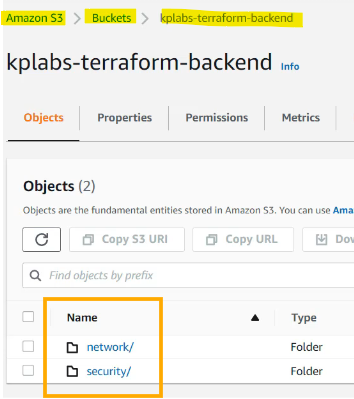 Amazon S3 > Buckets > kplabs-terraform-backend
kplabs-terraform-backend Info
Objects Properties Permissions Metrics
Objects (2)
Objects are the fundamental entities stored in Amazon S3. You can use Ama
Copy S3 URI Copy URL Dov
Find objects by prefix
Name Type
network/ Folder
security/ Folder